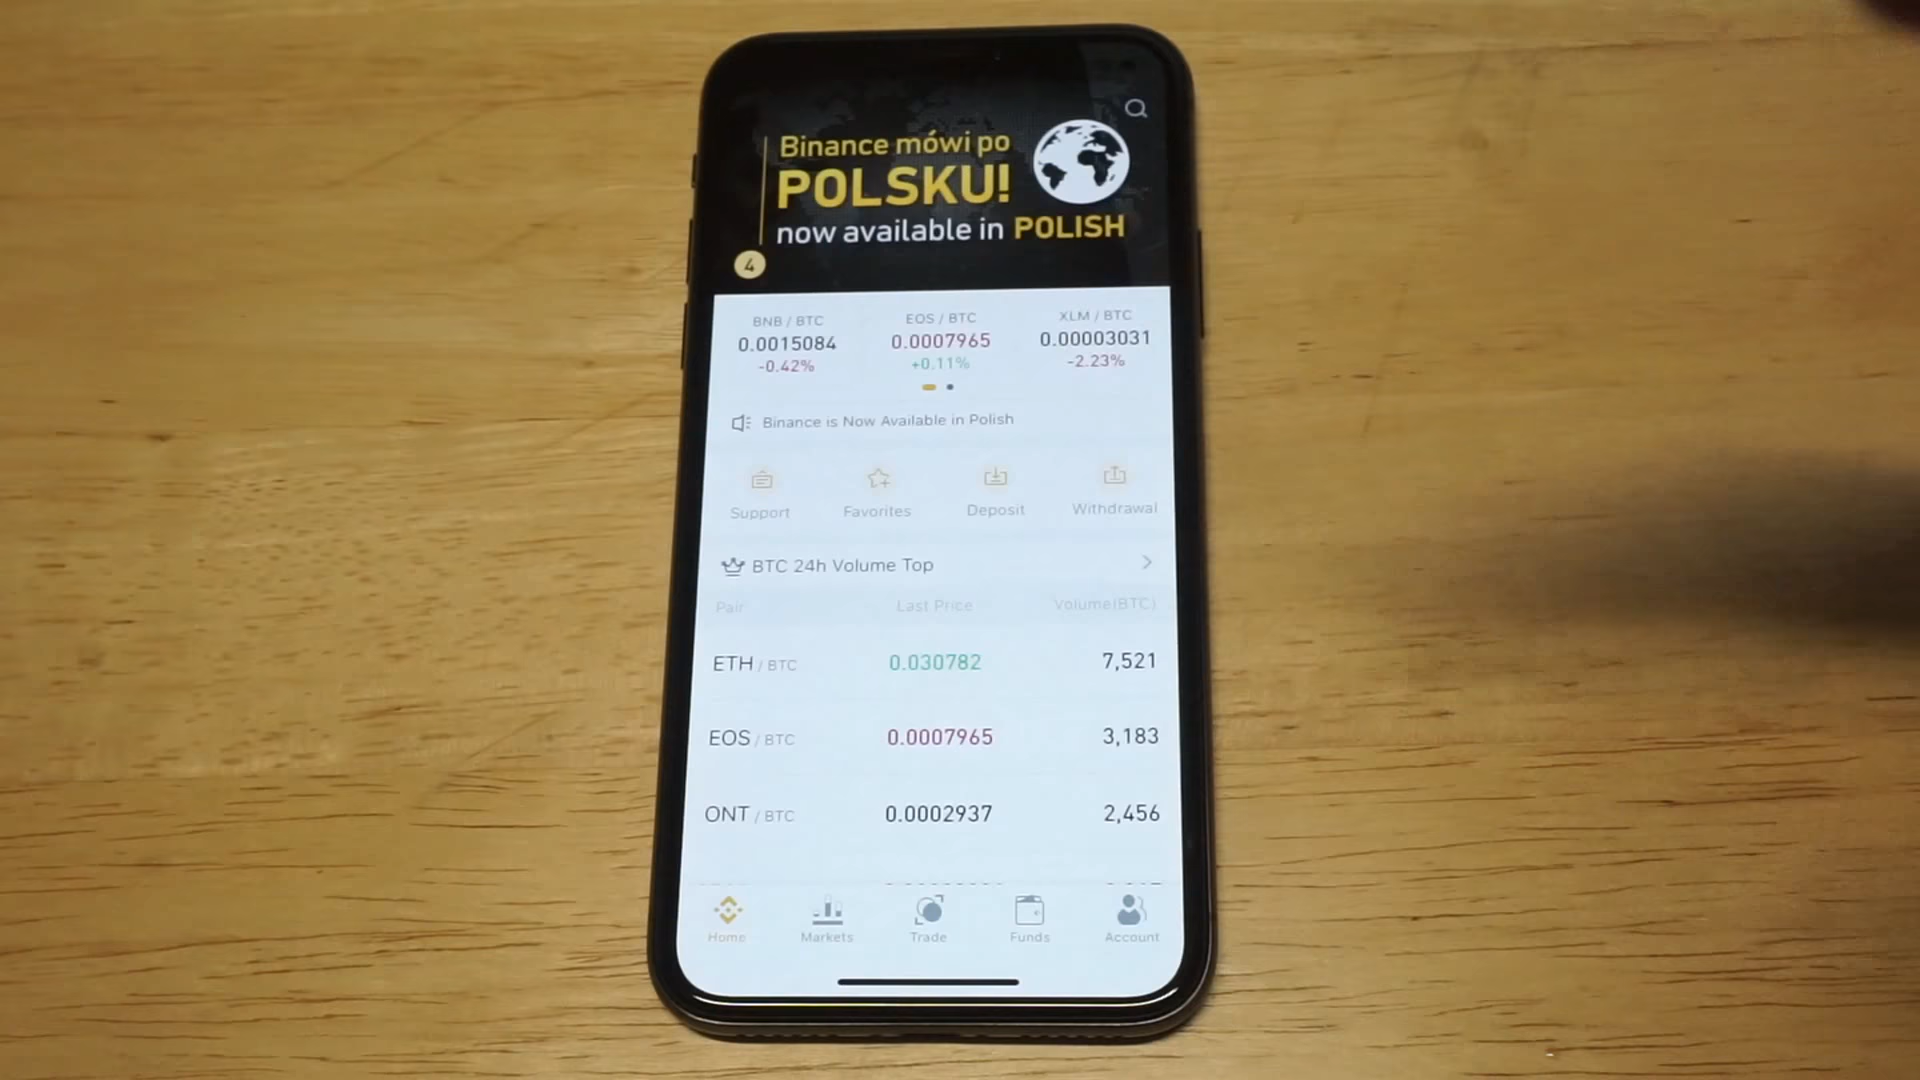 Binance mówi po
POLSKU!
now available in POLISH
4
BNB / BTC EOS / BTC XLM / BTC
0.0015084 0.0007965 0.00003031
-0.42% +0.11% -2.23%
Binance is Now Available in Polish
Support Favorites Deposit Withdrawal
BTC 24h Volume Top
Pair Last Price Volume(BTC)
ETH / BTC 0.030782 7,521
EOS / BTC 0.0007965 3,183
ONT / BTC 0.0002937 2,456
Home Markets Trade Funds Account